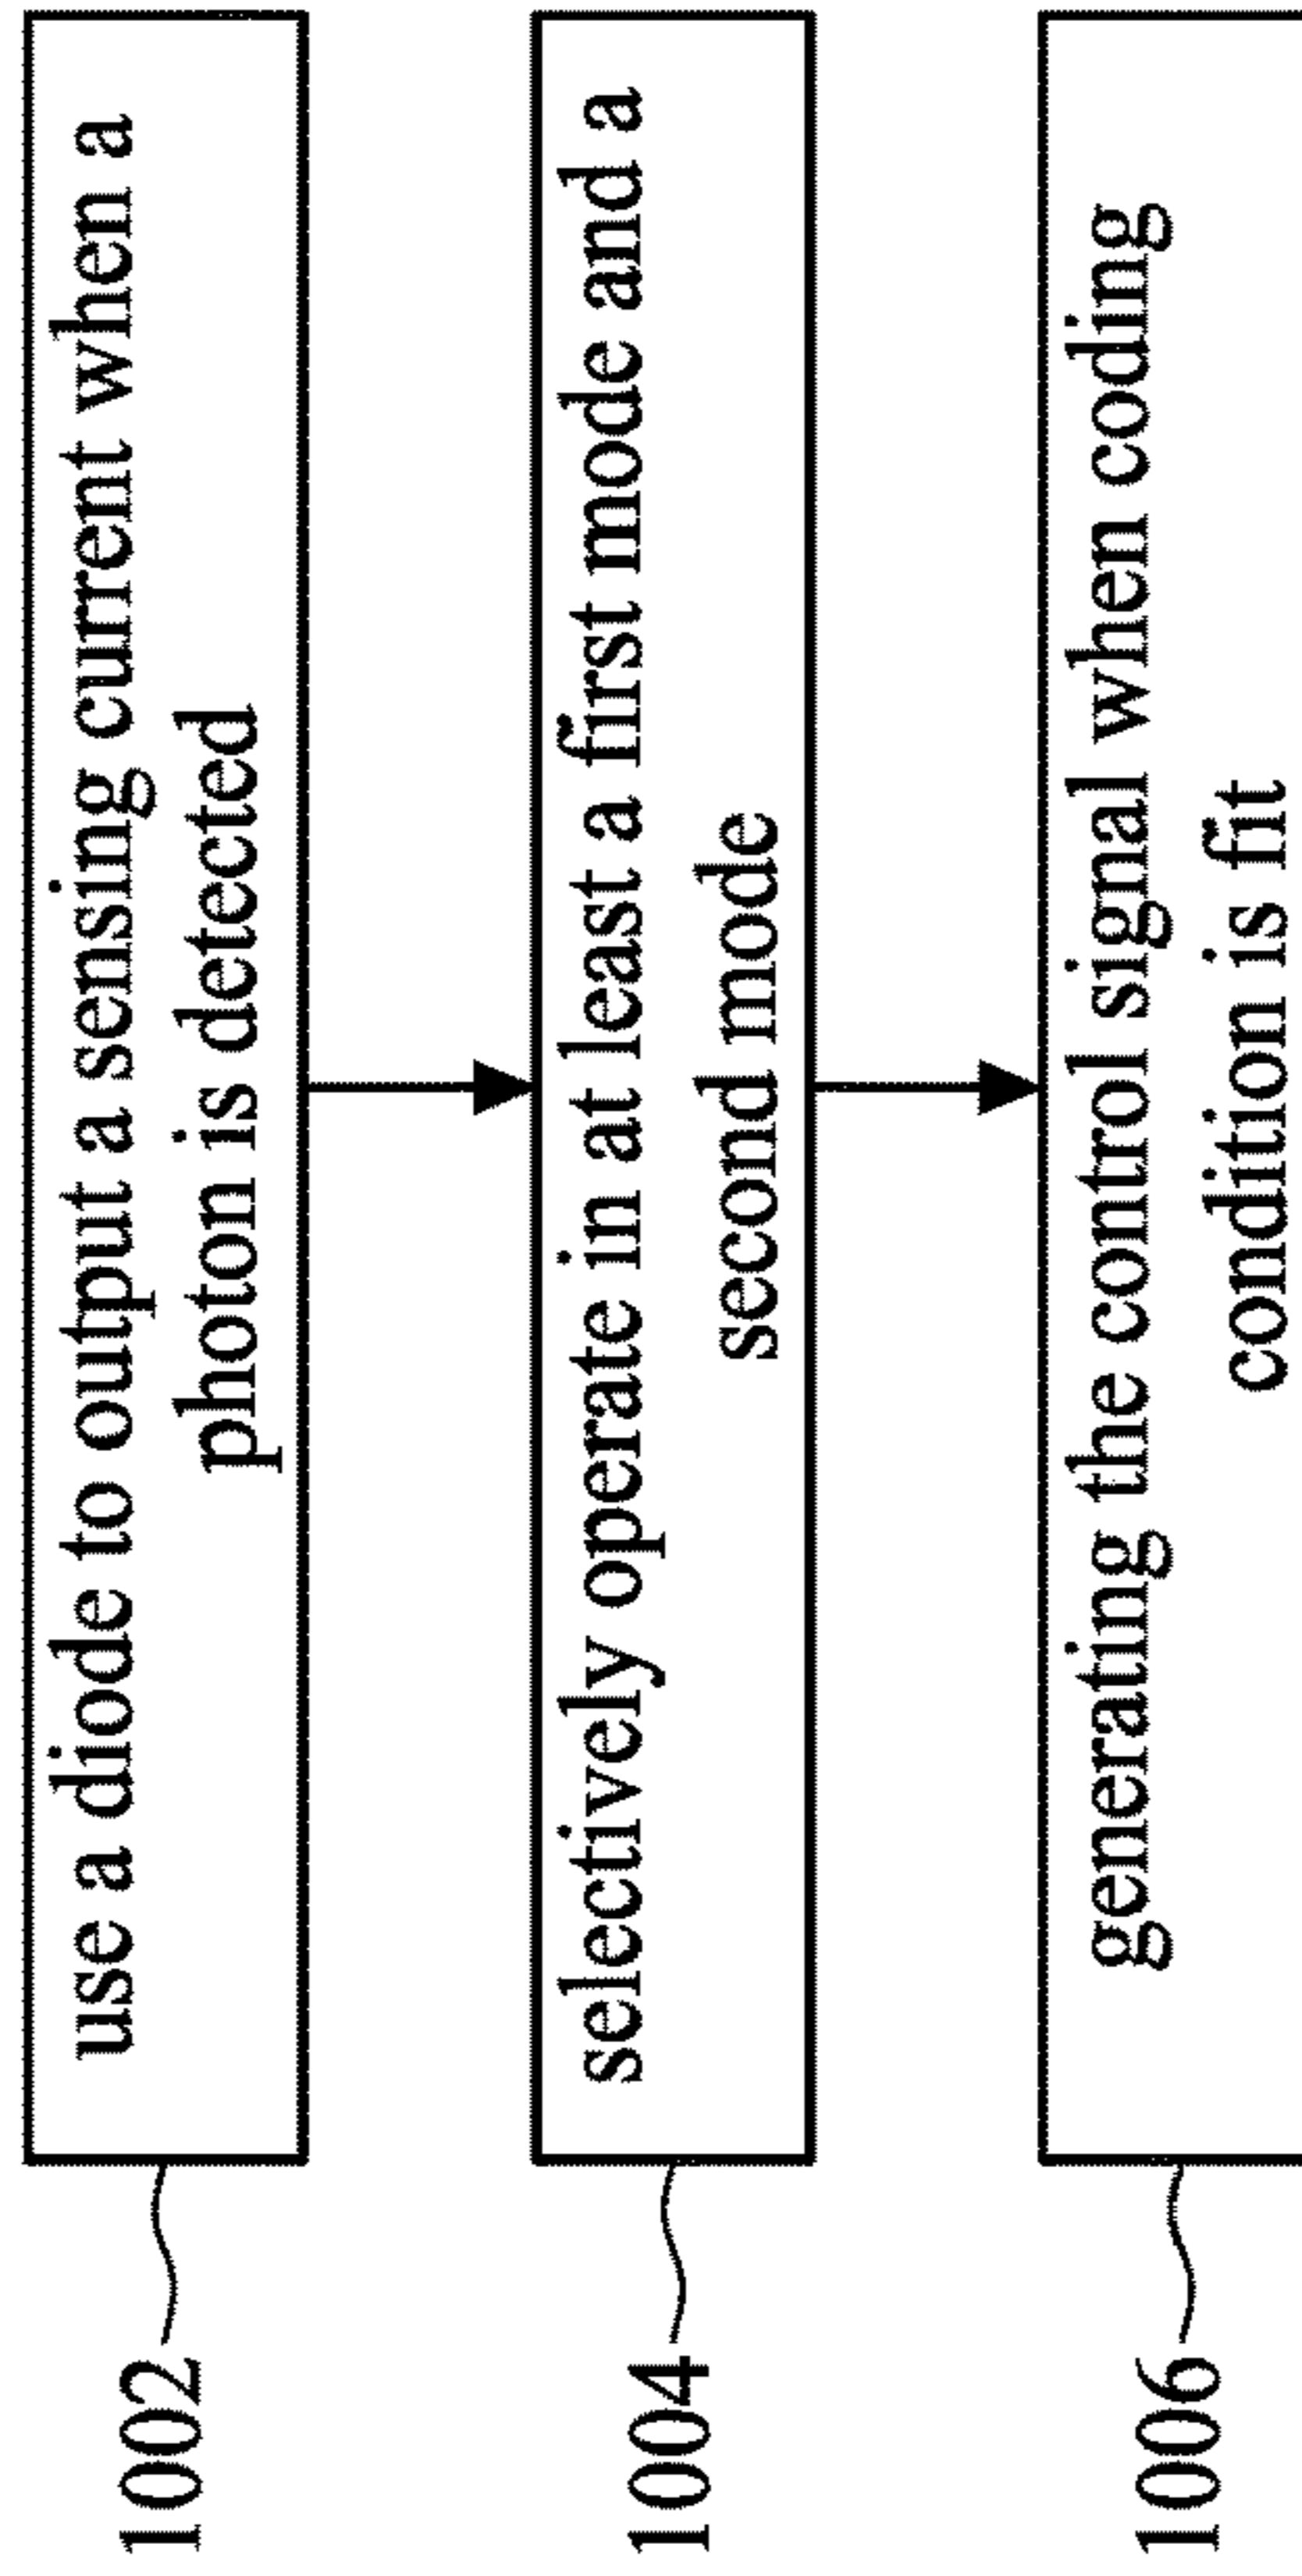 1002
use a diode to output a sensing current when a
photon is detected
1004
selectively operate in at least a first mode and a
second mode
1006
generating the control signal when coding
condition is fit